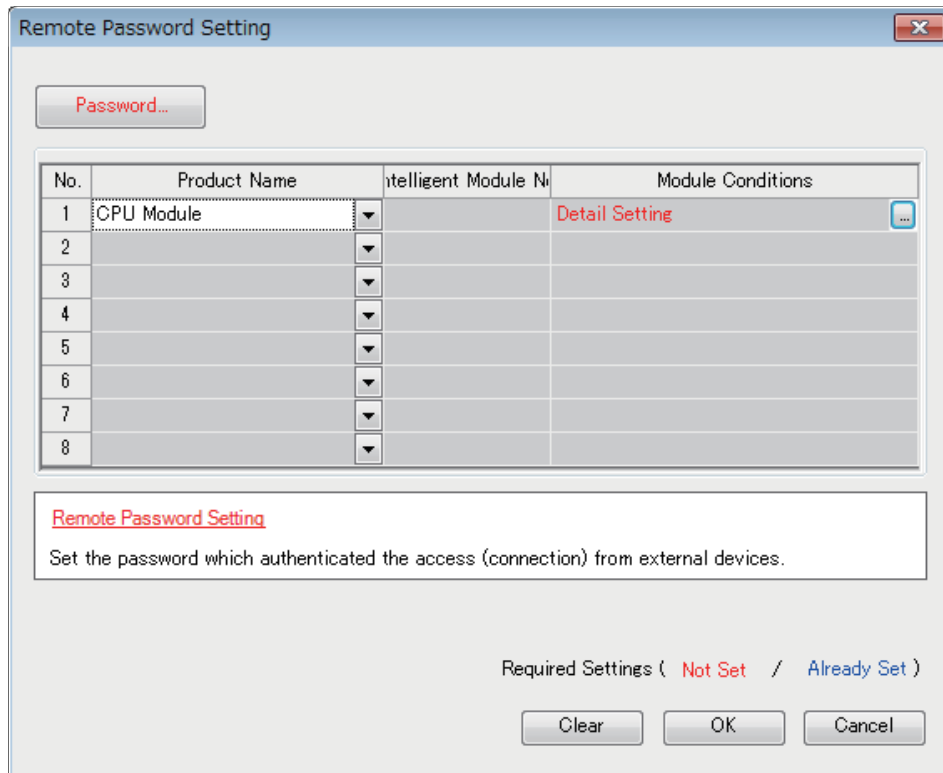 Remote Password Setting
Password...
No. Product Name ntelligent Module N Module Conditions
1 CPU Module Detail Setting ...
2
3
4
5
6
7
8
Remote Password Setting
Set the password which authenticated the access (connection) from external devices.
Required Settings ( Not Set / Already Set )
Clear OK Cancel